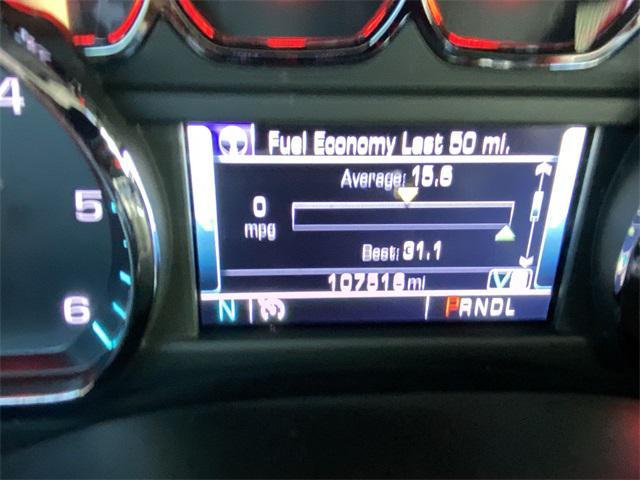 4
5
6
Fuel Economy Last 50 mi.
Average: 15.6
0
mpg
Best: 31.1
107516 mi
N
PRNDL